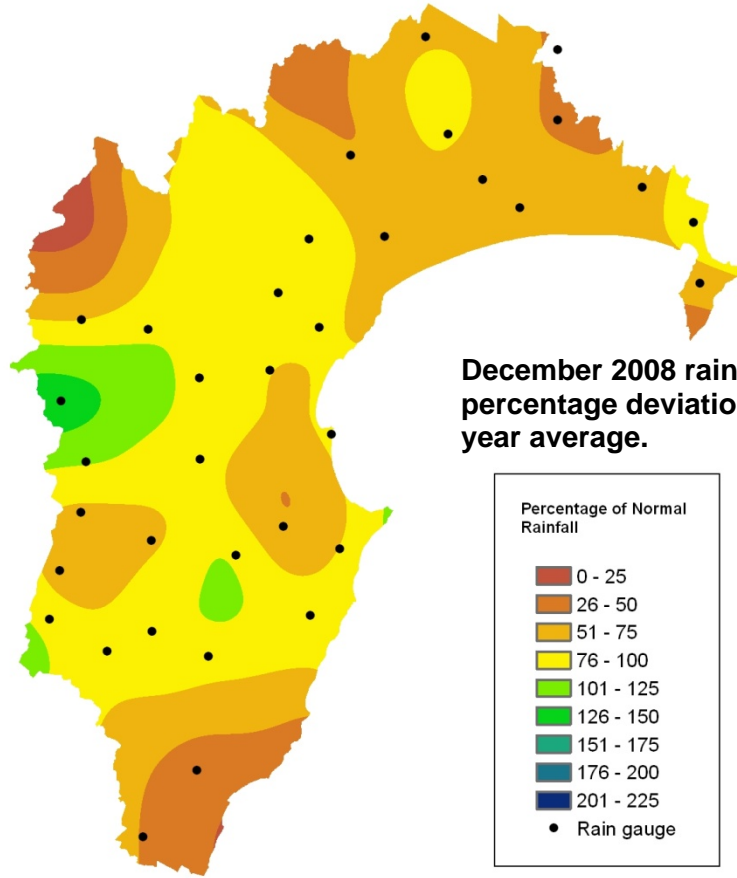 December 2008 rain
percentage deviatio
year average.
Percentage of Normal
Rainfall
0 - 25
26 - 50
51 - 75
76 - 100
101 - 125
126 - 150
151 - 175
176 - 200
201 - 225
Rain gauge